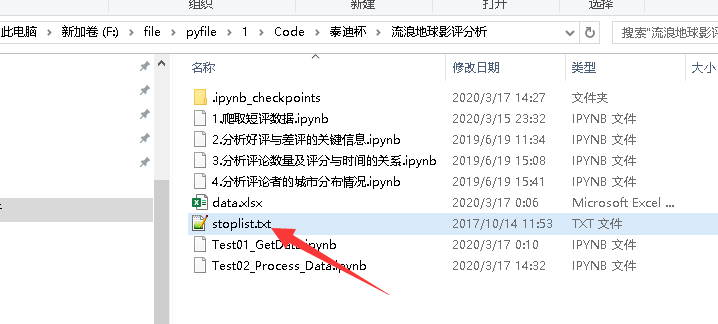 组织 新建 打开 选择
此电脑 > 新加卷 (F:) > file > pyfile > 1 > Code > 泰迪杯 > 流浪地球影评分析 搜索"流浪地球影评
名称 修改日期 类型 大小
.ipynb_checkpoints 2020/3/17 14:27 文件夹
1.爬取短评数据.ipynb 2020/3/15 23:32 IPYNB 文件
2.分析好评与差评的关键信息.ipynb 2019/6/19 11:34 IPYNB 文件
3.分析评论数量及评分与时间的关系.ipynb 2019/6/19 15:08 IPYNB 文件
4.分析评论者的城市分布情况.ipynb 2019/6/19 15:41 IPYNB 文件
data.xlsx 2020/3/17 0:06 Microsoft Excel ...
stoplist.txt 2017/10/14 11:53 TXT 文件
Test01_GetData.ipynb 2020/3/17 0:10 IPYNB 文件
Test02_Process_Data.ipynb 2020/3/17 14:32 IPYNB 文件